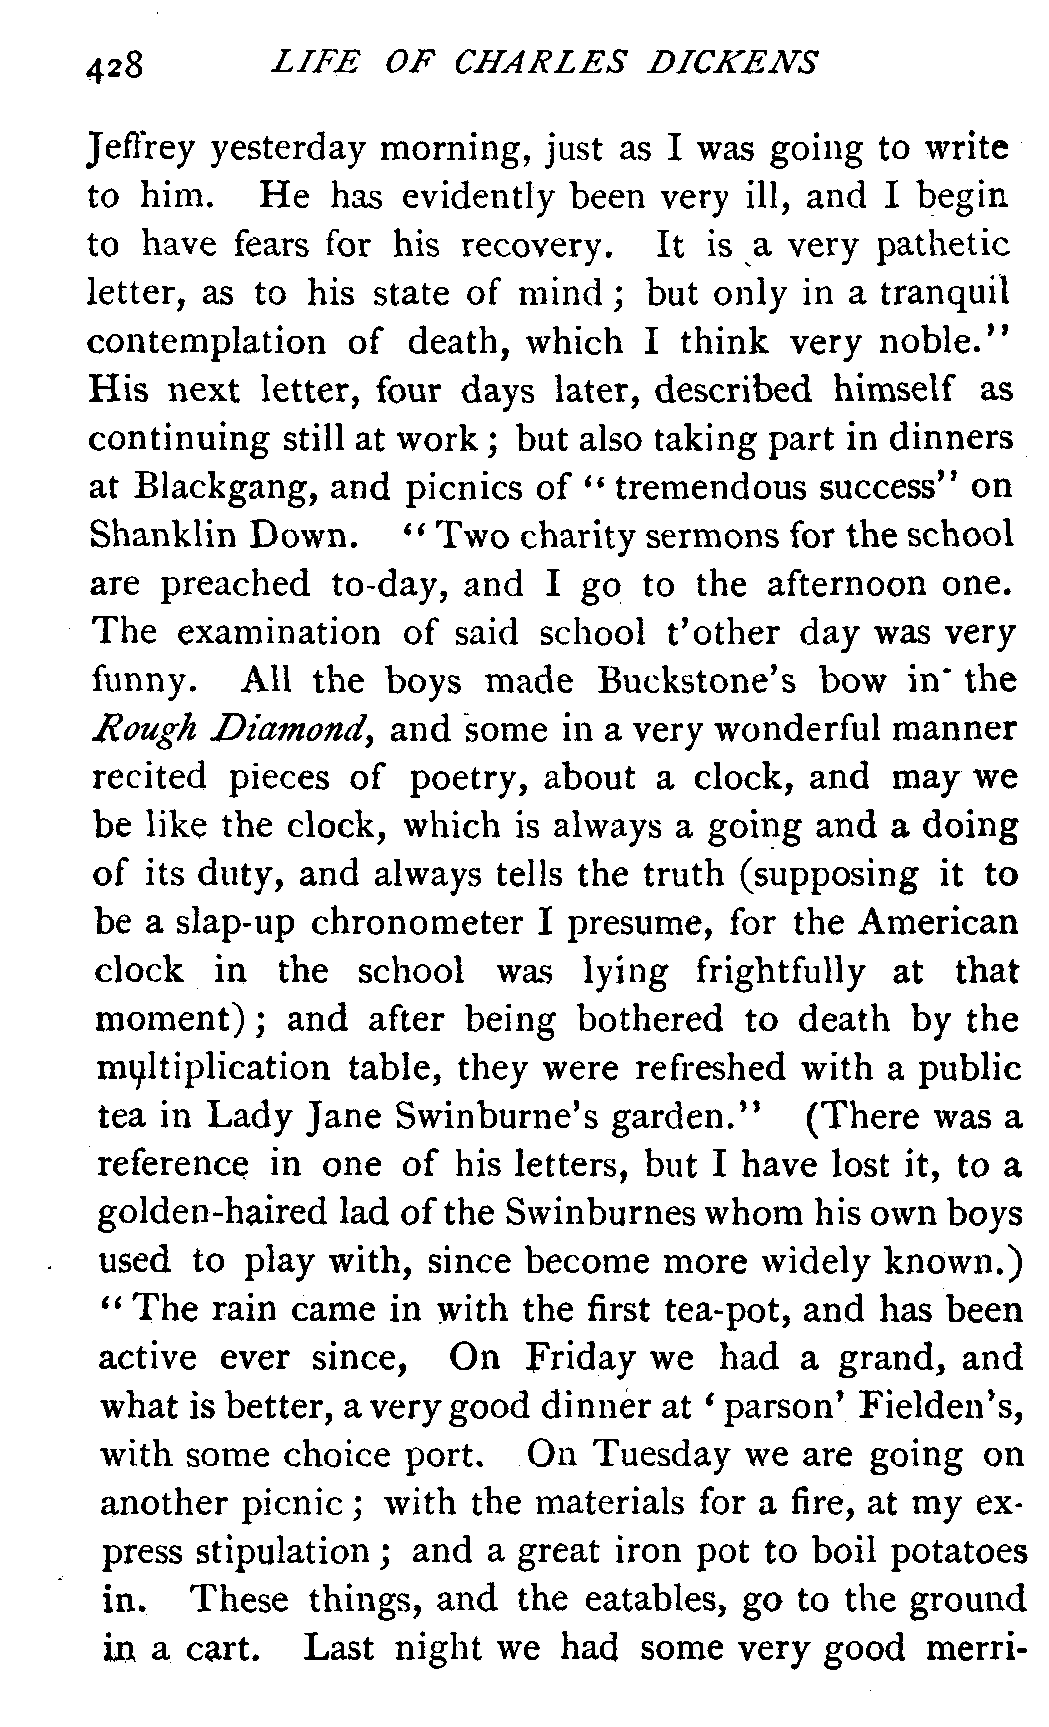 428 LIFE OF CHARLES DICKENS
Jeffrey yesterday morning, just as I was going to write
to him. He has evidently been very ill, and I begin
to have fears for his recovery. It is a very pathetic
letter, as to his state of mind ; but only in a tranquil
contemplation of death, which I think very noble."
His next letter, four days later, described himself as
continuing still at work ; but also taking part in dinners
at Blackgang, and picnics of " tremendous success" on
Shanklin Down. " Two charity sermons for the school
are preached to-day, and I go to the afternoon one.
The examination of said school t'other day was very
funny. All the boys made Buckstone's bow in the
Rough Diamond, and some in a very wonderful manner
recited pieces of poetry, about a clock, and may we
be like the clock, which is always a going and a doing
of its duty, and always tells the truth (supposing it to
be a slap-up chronometer I presume, for the American
clock in the school was lying frightfully at that
moment) ; and after being bothered to death by the
multiplication table, they were refreshed with a public
tea in Lady Jane Swinburne's garden." (There was a
reference in one of his letters, but I have lost it, to a
golden-haired lad of the Swinburnes whom his own boys
used to play with, since become more widely known.)
" The rain came in with the first tea-pot, and has been
active ever since, On Friday we had a grand, and
what is better, a very good dinner at ' parson' Fielden's,
with some choice port. On Tuesday we are going on
another picnic ; with the materials for a fire, at my ex-
press stipulation ; and a great iron pot to boil potatoes
in. These things, and the eatables, go to the ground
in a cart. Last night we had some very good merri-